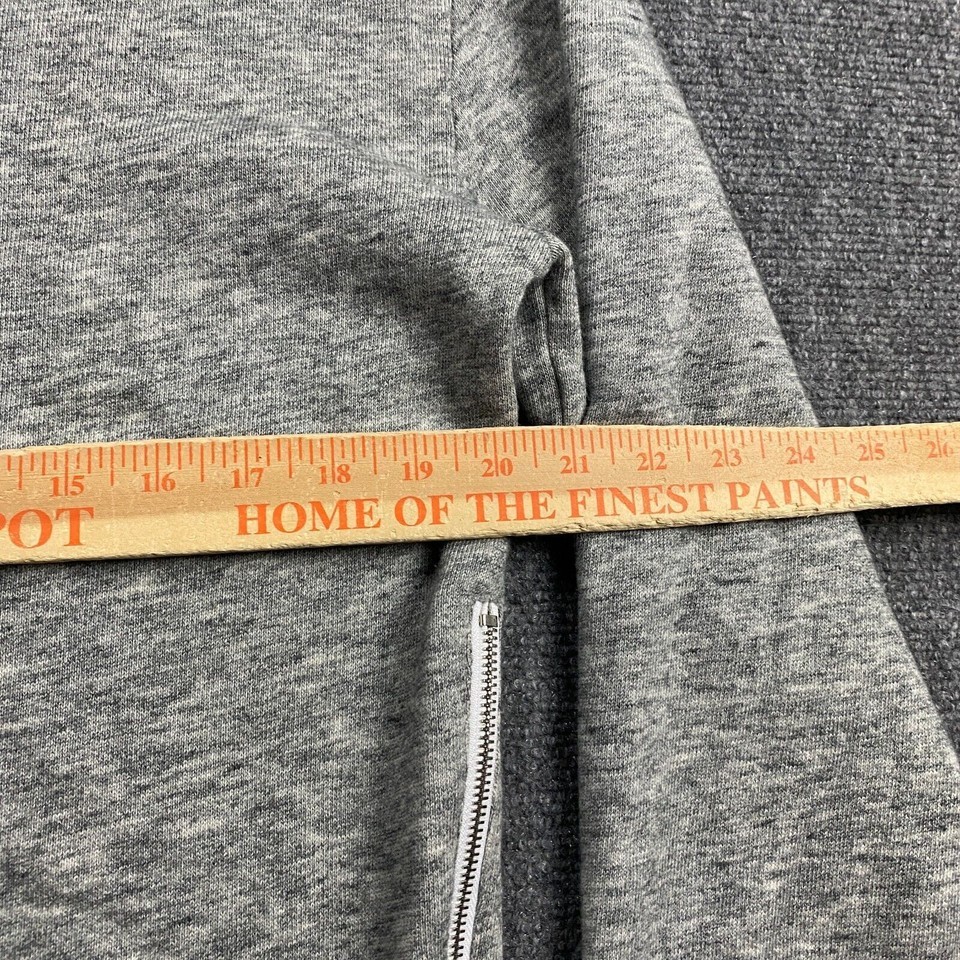 15 16 17 18 19 20 21 22 23 24 25 26
POT HOME OF THE FINEST PAINTS